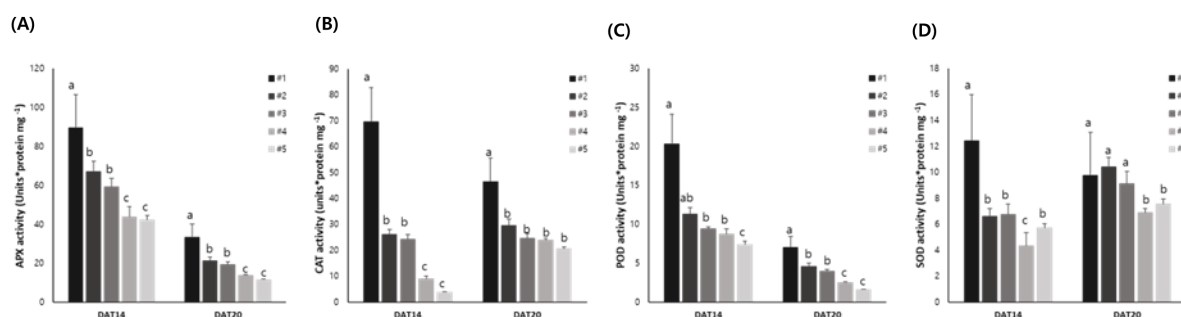 (A)
APX activity (Units*protein mg -1)
120
100
80
60
40
20
0
a
b
b
c
c
a
b
b
c
c
DAT14
DAT20
#1
#2
#3
#4
#5
(B)
CAT activity (units*protein mg -1)
90
80
70
60
50
40
30
20
10
0
a
b
b
c
c
a
b
b
b
b
DAT14
DAT20
#1
#2
#3
#4
#5
(C)
POD activity (Units*protein mg -1)
30
25
20
15
10
5
0
a
ab
b
b
c
a
b
b
c
c
DAT14
DAT20
#1
#2
#3
#4
#5
(D)
SOD activity (Units*protein mg -1)
18
16
14
12
10
8
6
4
2
0
a
b
b
c
b
a
a
a
b
b
DAT14
DAT20